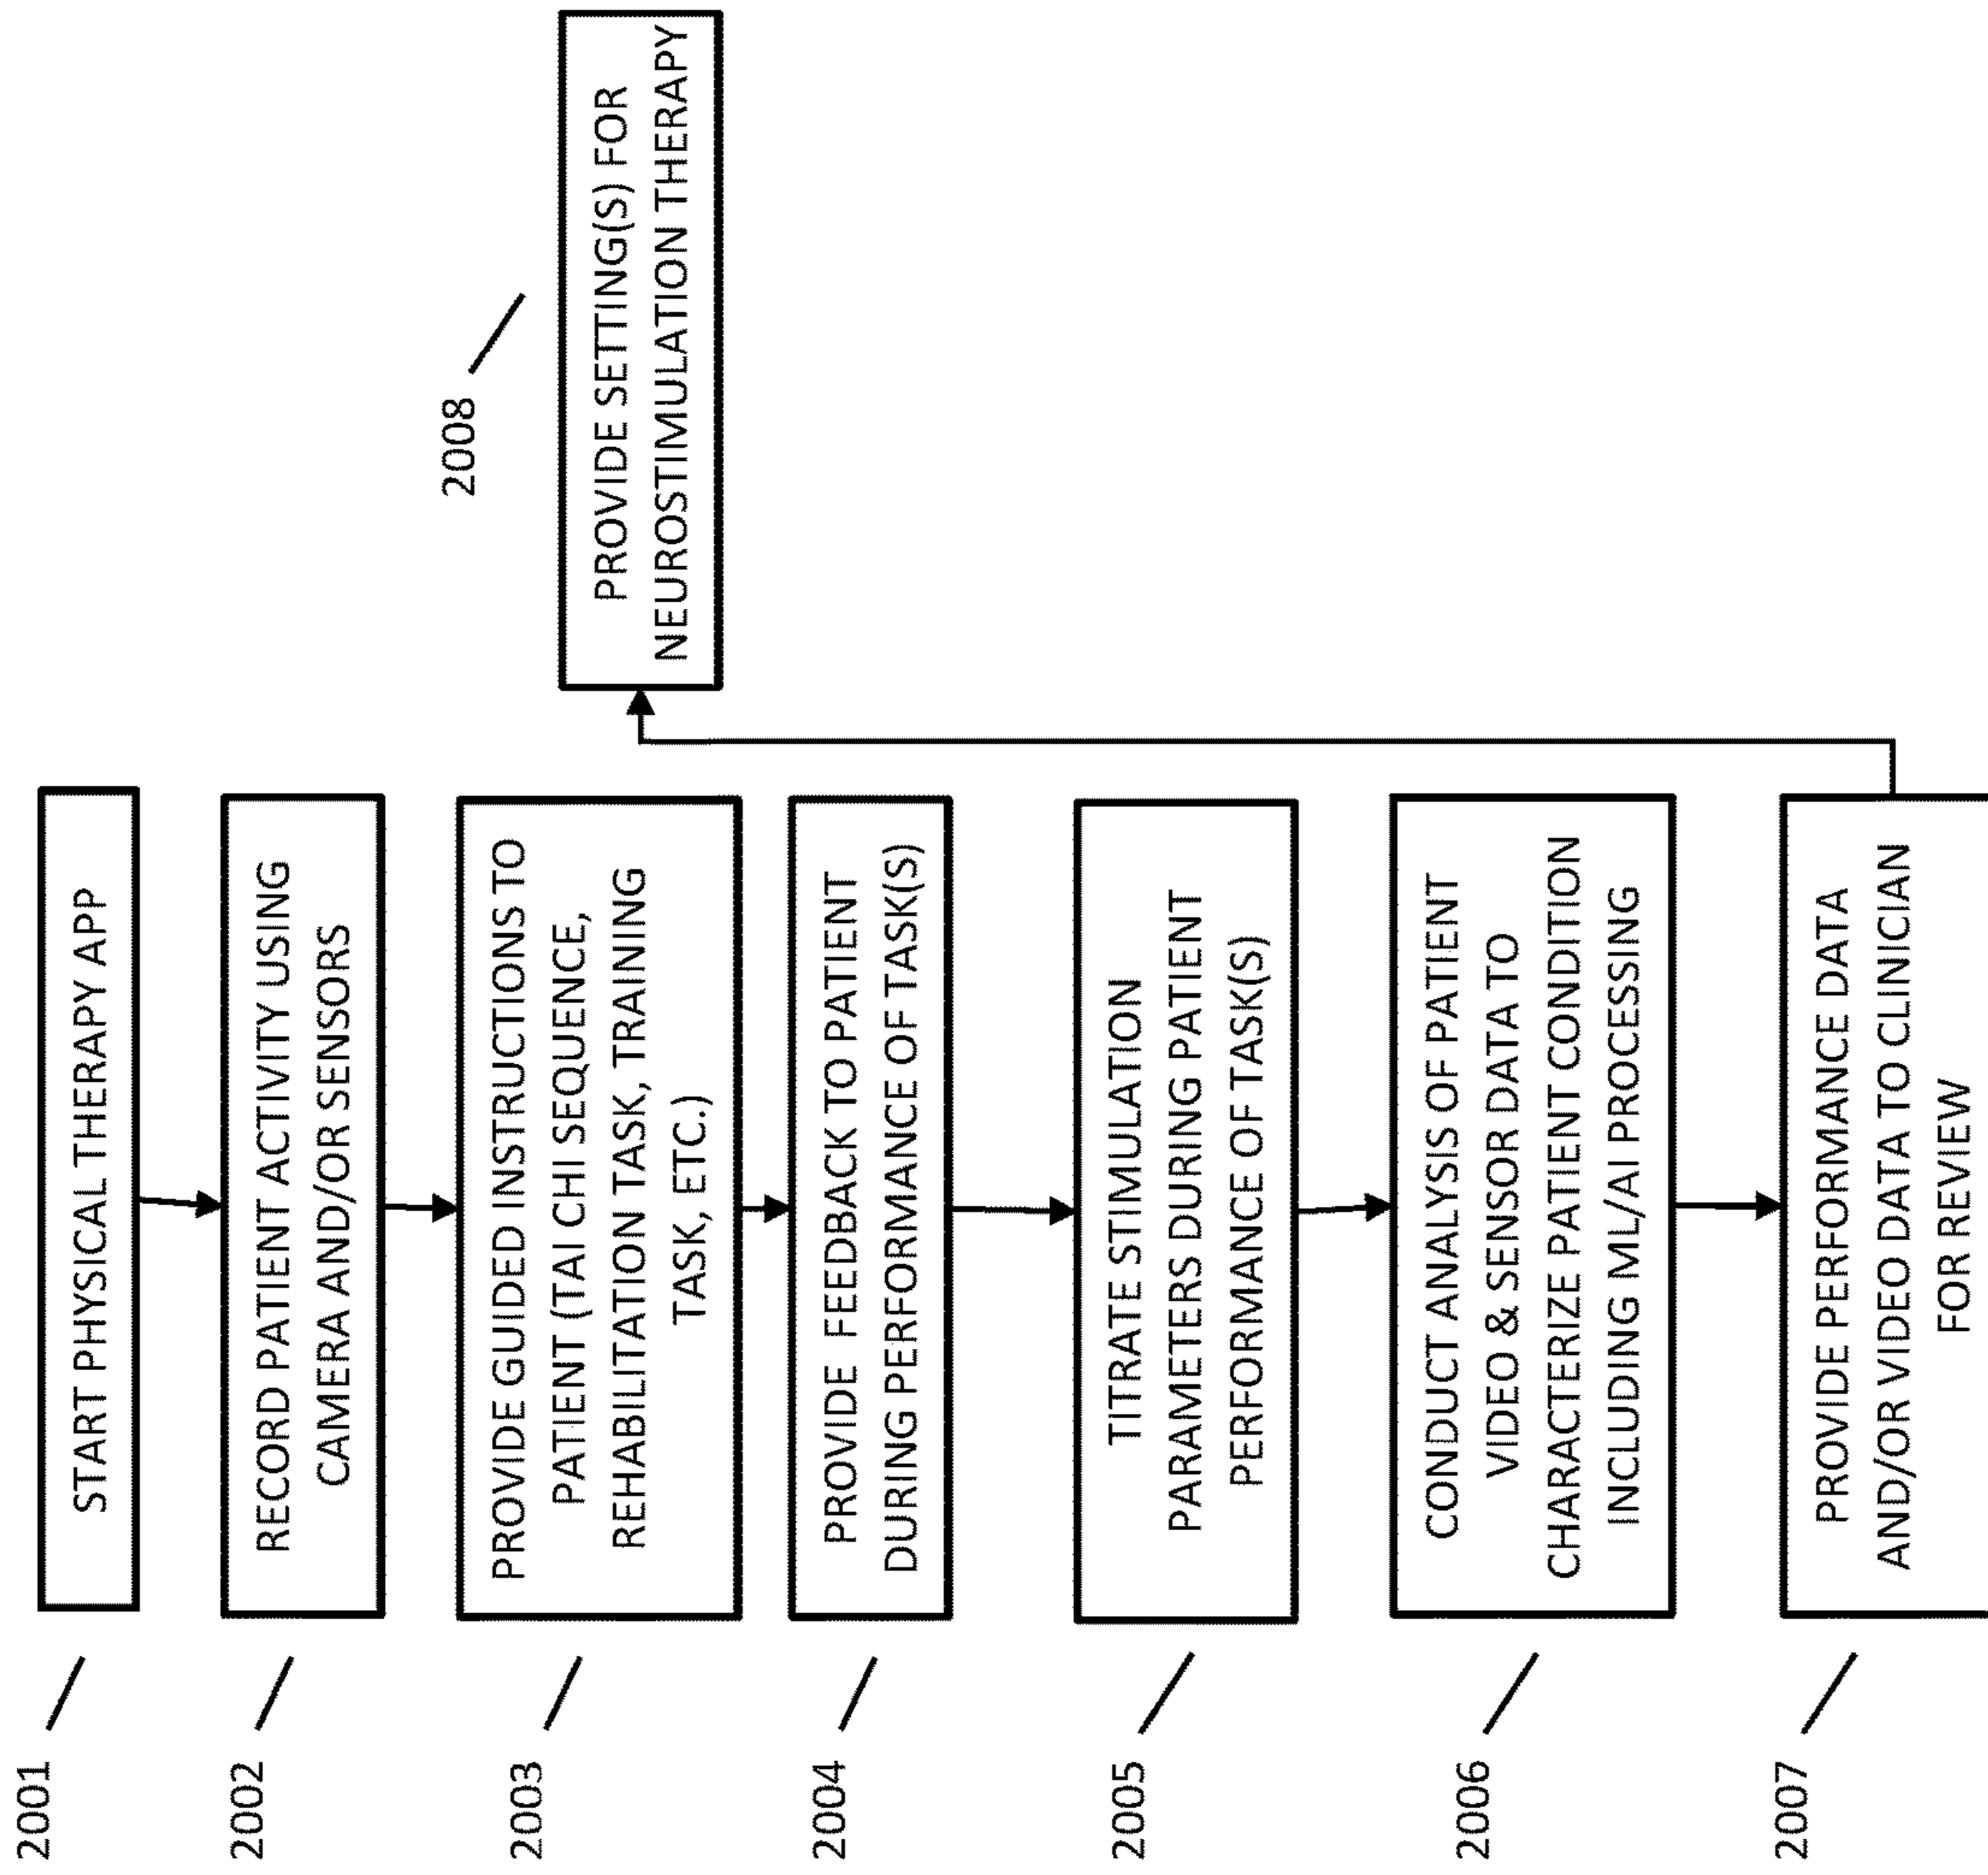 2001
START PHYSICAL THERAPY APP
2002
RECORD PATIENT ACTIVITY USING
CAMERA AND/OR SENSORS
2003
PROVIDE GUIDED INSTRUCTIONS TO
PATIENT (TAI CHI SEQUENCE,
REHABILITATION TASK, TRAINING
TASK, ETC.)
2004
PROVIDE FEEDBACK TO PATIENT
DURING PERFORMANCE OF TASK(S)
2005
TITRATE STIMULATION
PARAMETERS DURING PATIENT
PERFORMANCE OF TASK(S)
2006
CONDUCT ANALYSIS OF PATIENT
VIDEO & SENSOR DATA TO
CHARACTERIZE PATIENT CONDITION
INCLUDING ML/AI PROCESSING
2007
PROVIDE PERFORMANCE DATA
AND/OR VIDEO DATA TO CLINICIAN
FOR REVIEW
2008
PROVIDE SETTING(S) FOR
NEUROSTIMULATION THERAPY